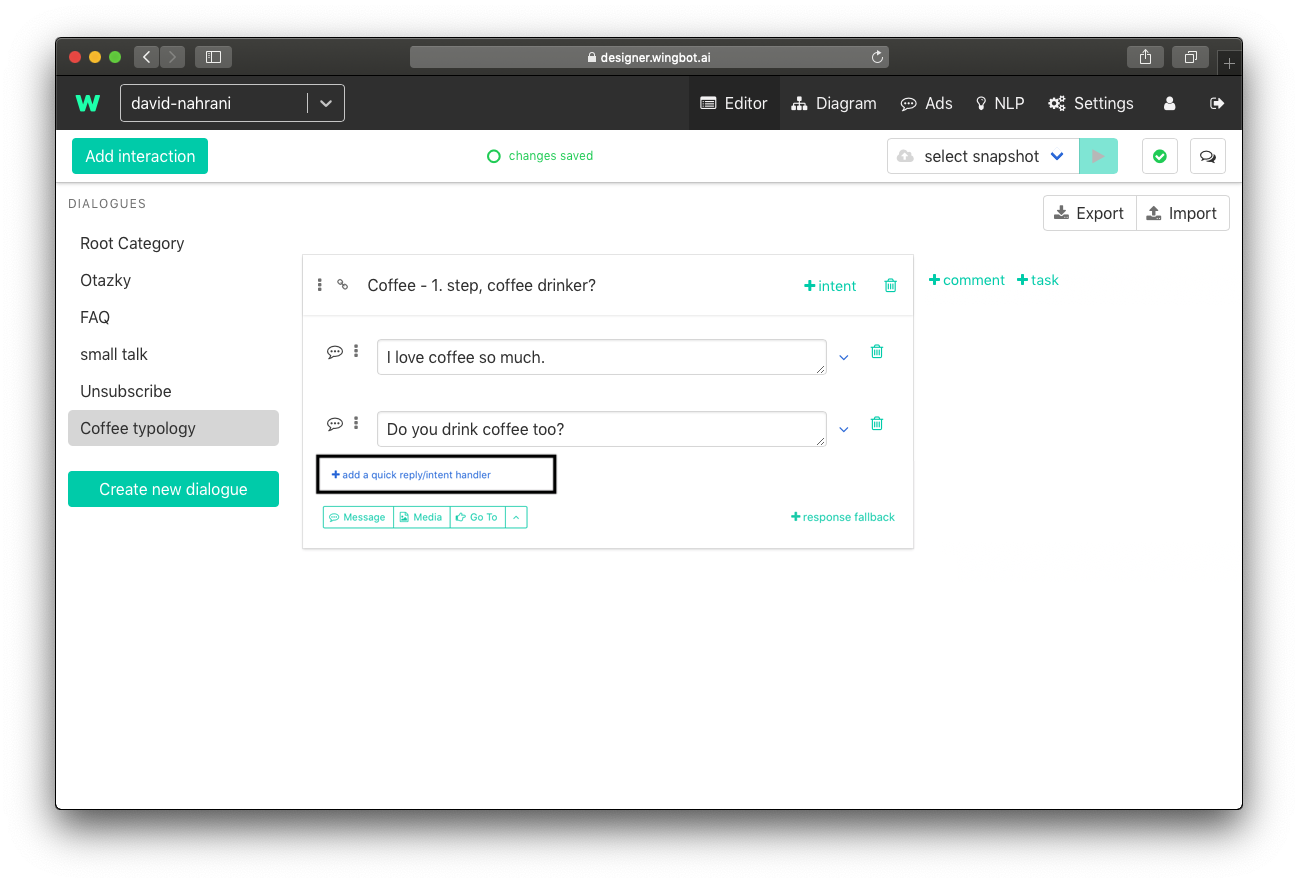 designer.wingbot.ai
W
david-nahrani
Editor
Diagram
Ads
NLP
Settings
Add interaction
changes saved
select snapshot
DIALOGUES
Export
Import
Root Category
Otazky
FAQ
small talk
Unsubscribe
Coffee typology
Create new dialogue
Coffee - 1. step, coffee drinker?
+intent
+comment
+task
I love coffee so much.
Do you drink coffee too?
+ add a quick reply/intent handler
Message
Media
Go To
+response fallback